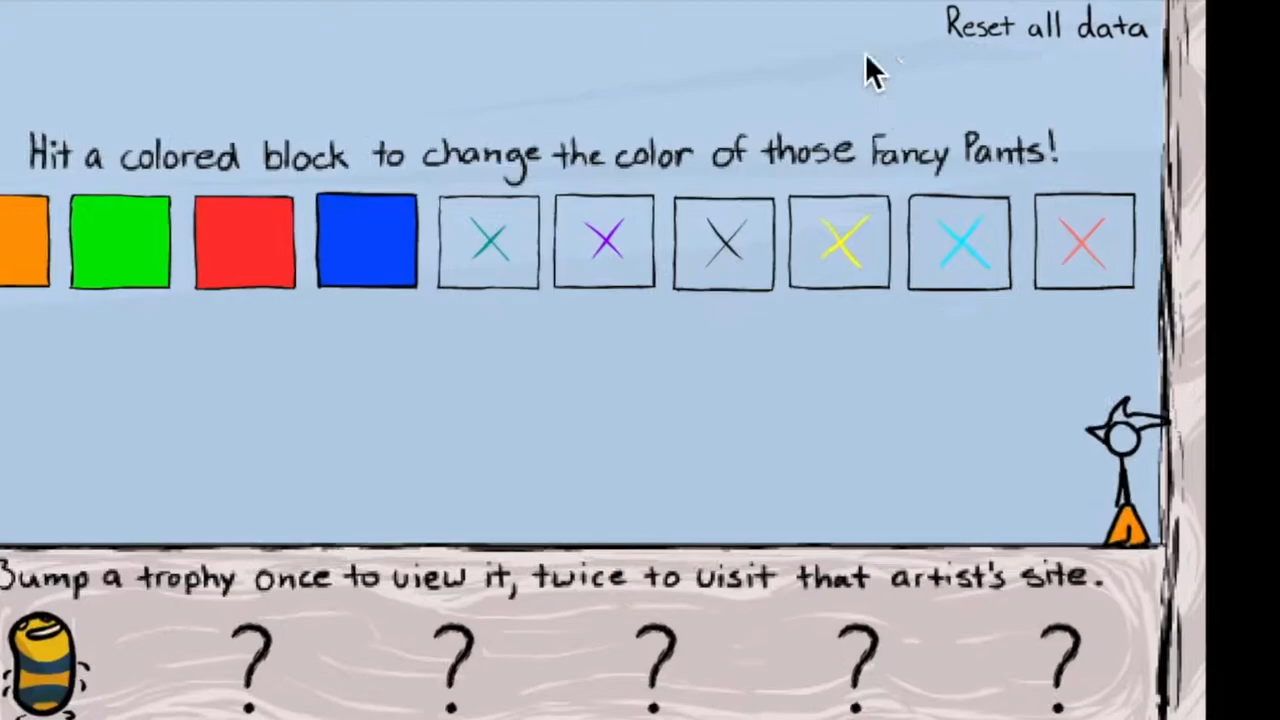 Reset all data
Hit a colored block to change the color of those Fancy Pants!
Bump a trophy once to view it, twice to visit that artist's site.
? ? ? ? ?